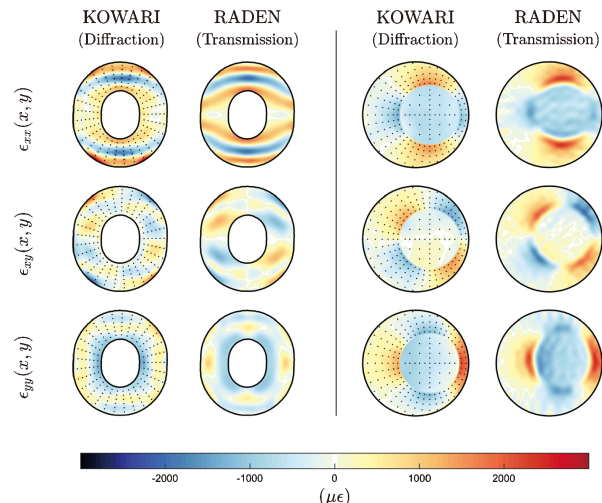 KOWARI RADEN KOWARI RADEN
(Diffraction) (Transmission) (Diffraction) (Transmission)
ϵxx(x, y)
ϵxy(x, y)
ϵyy(x, y)
-2000 -1000 0 1000 2000
(μϵ)